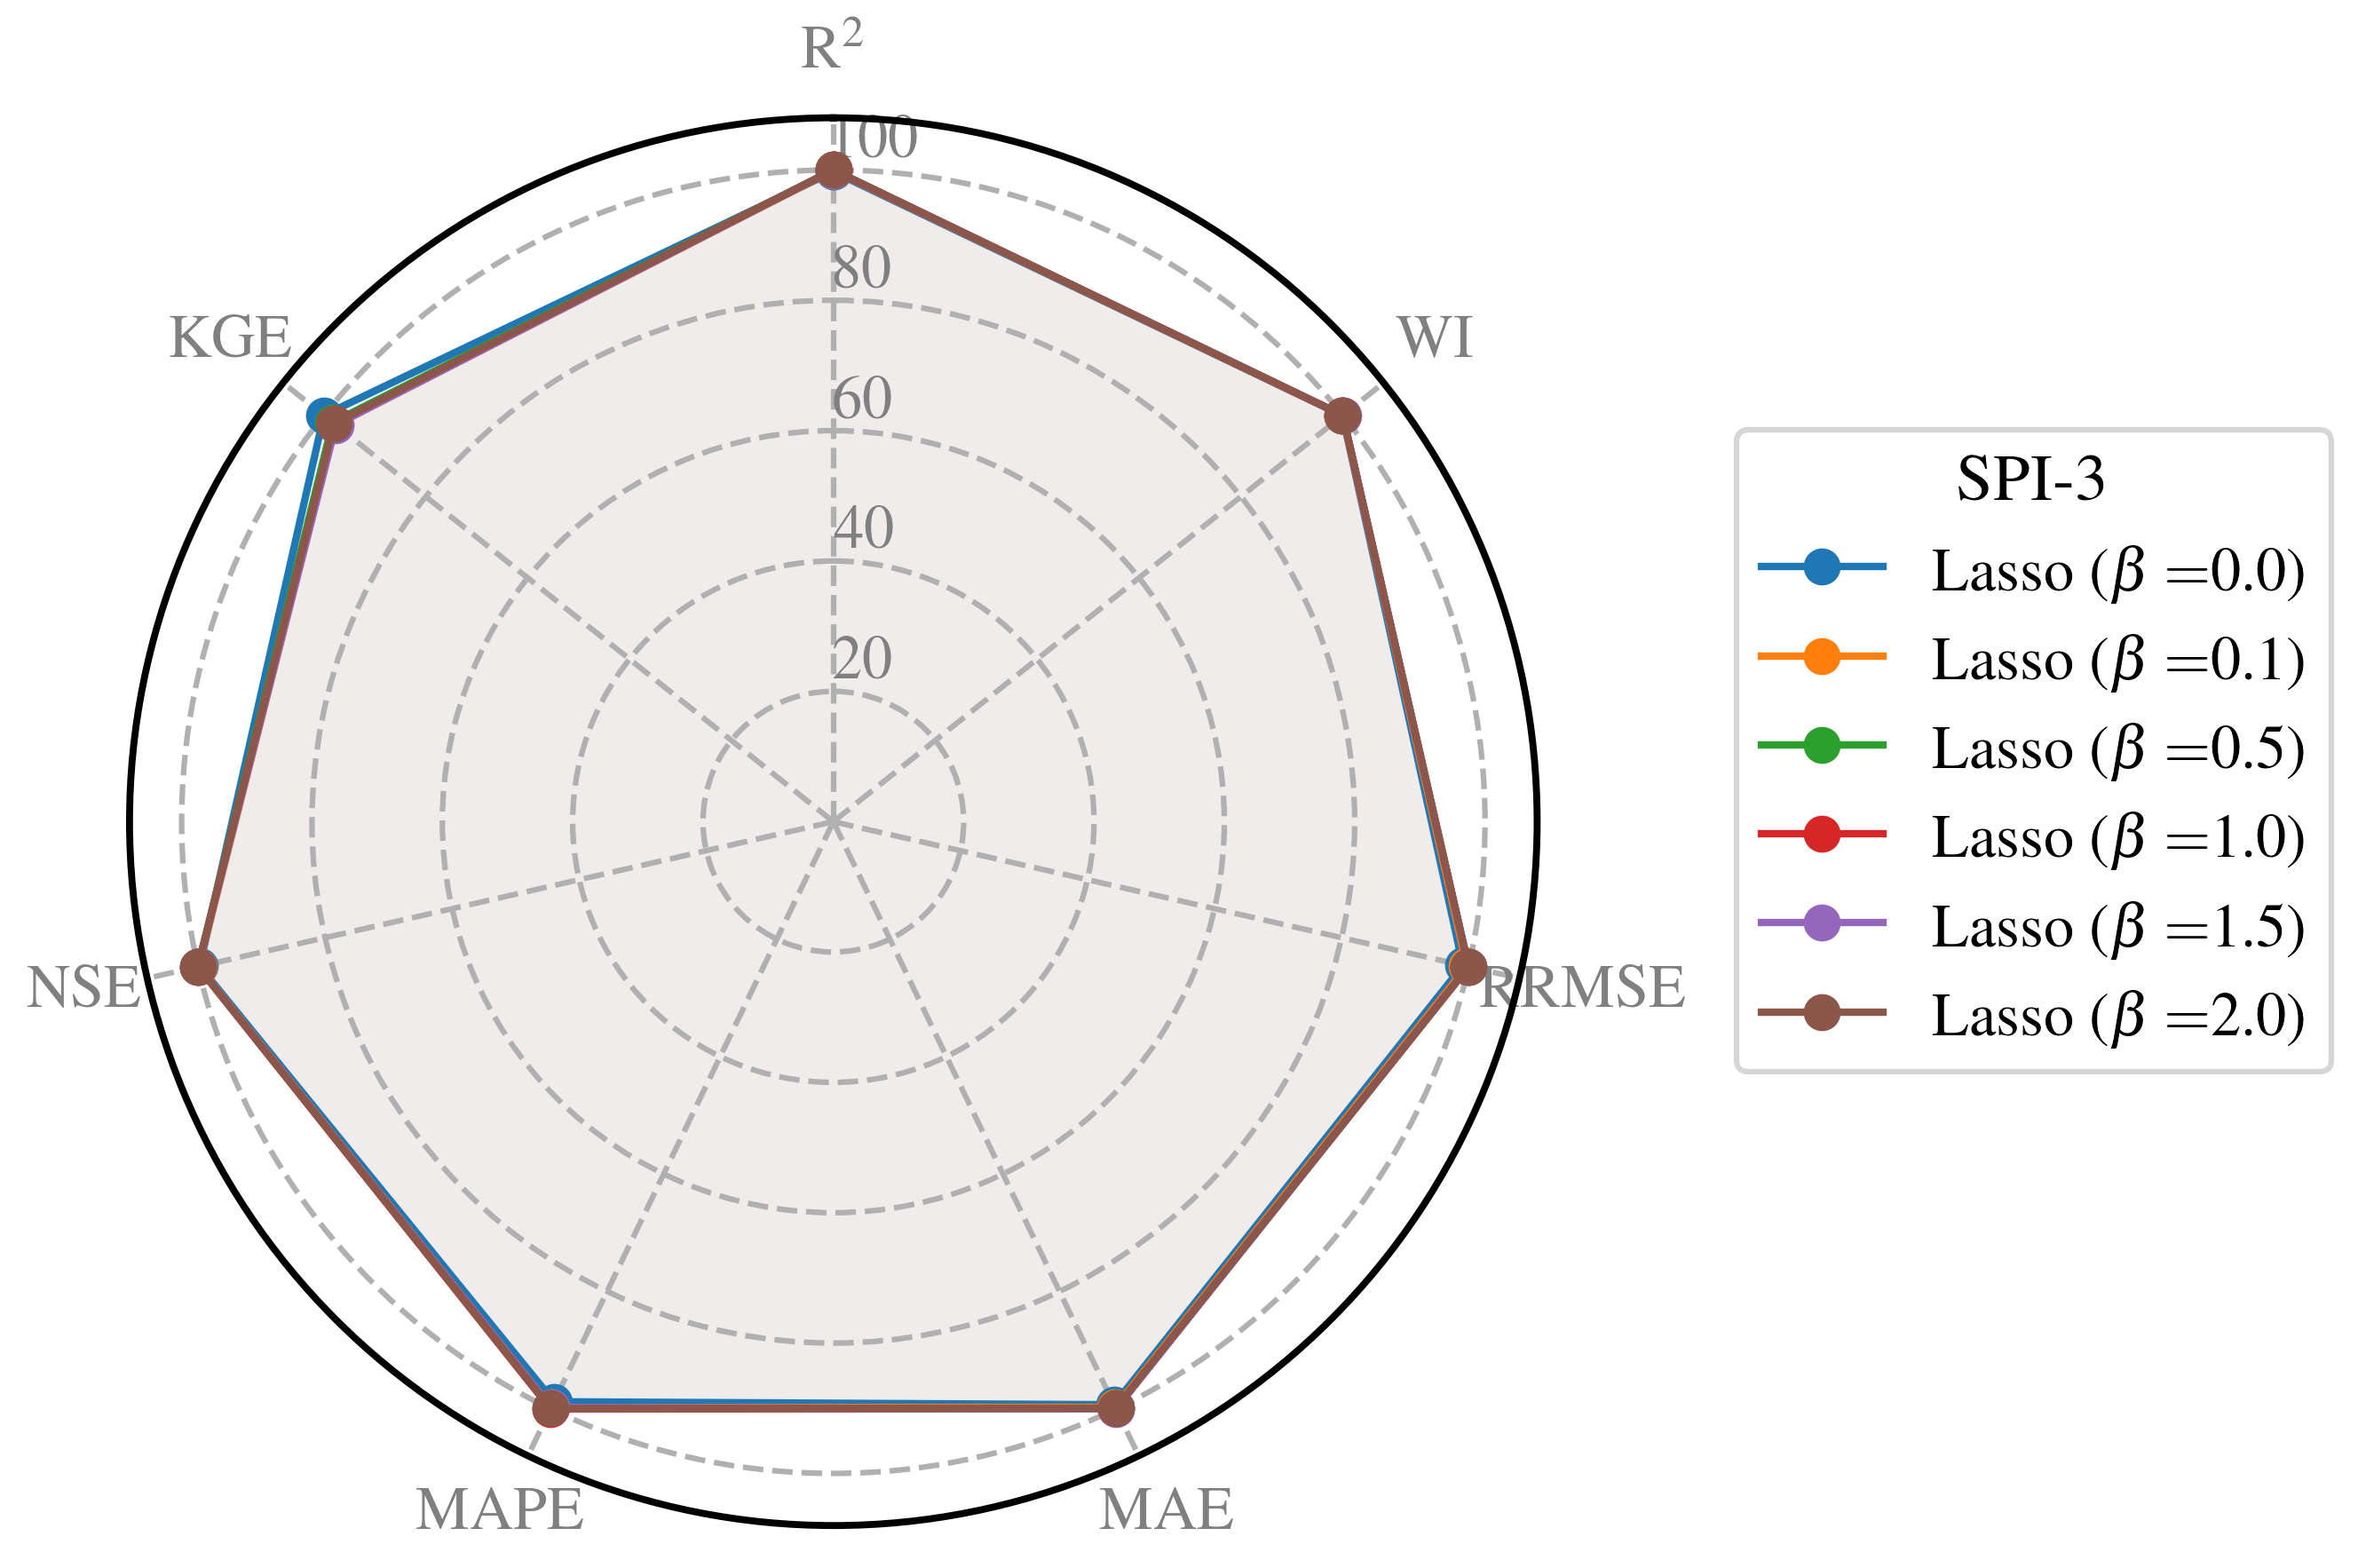 R²
100
80
60
40
20
KGE
WI
NSE
RRMSE
MAPE
MAE
SPI-3
Lasso (β =0.0)
Lasso (β =0.1)
Lasso (β =0.5)
Lasso (β =1.0)
Lasso (β =1.5)
Lasso (β =2.0)